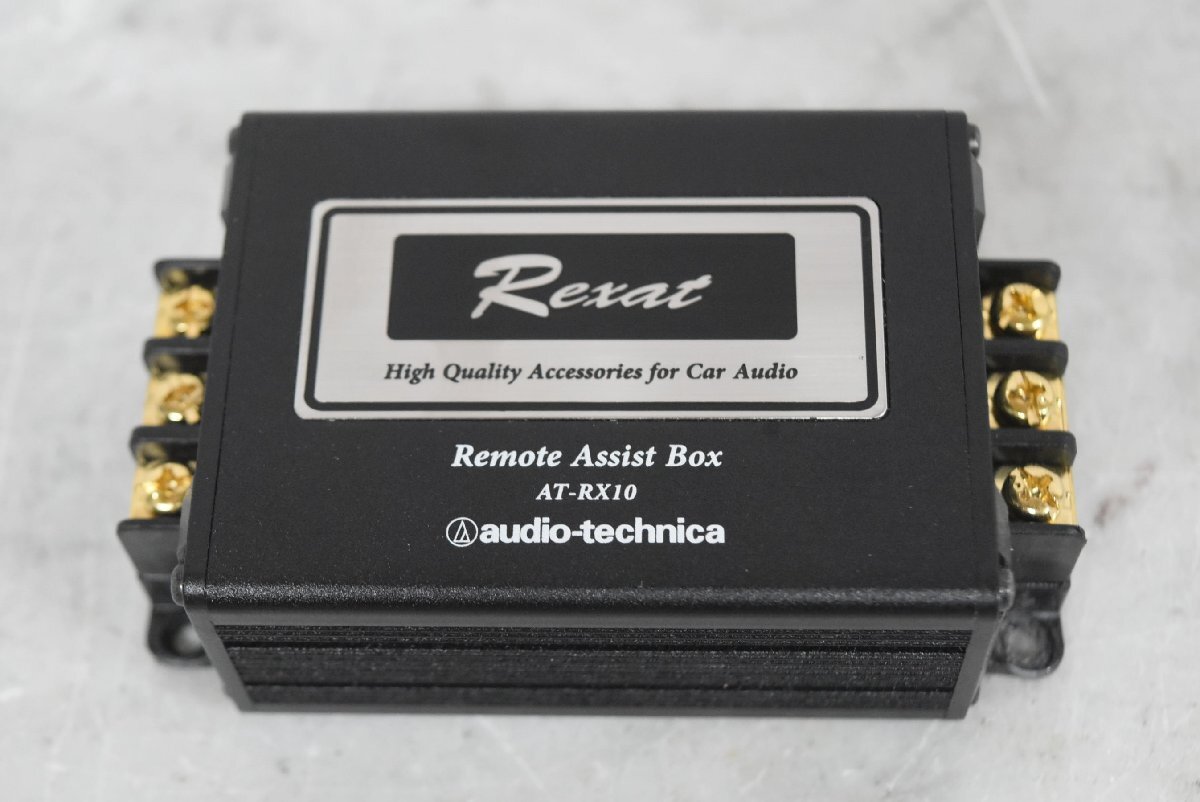 Rexat
High Quality Accessories for Car Audio
Remote Assist Box
AT-RX10
audio-technica